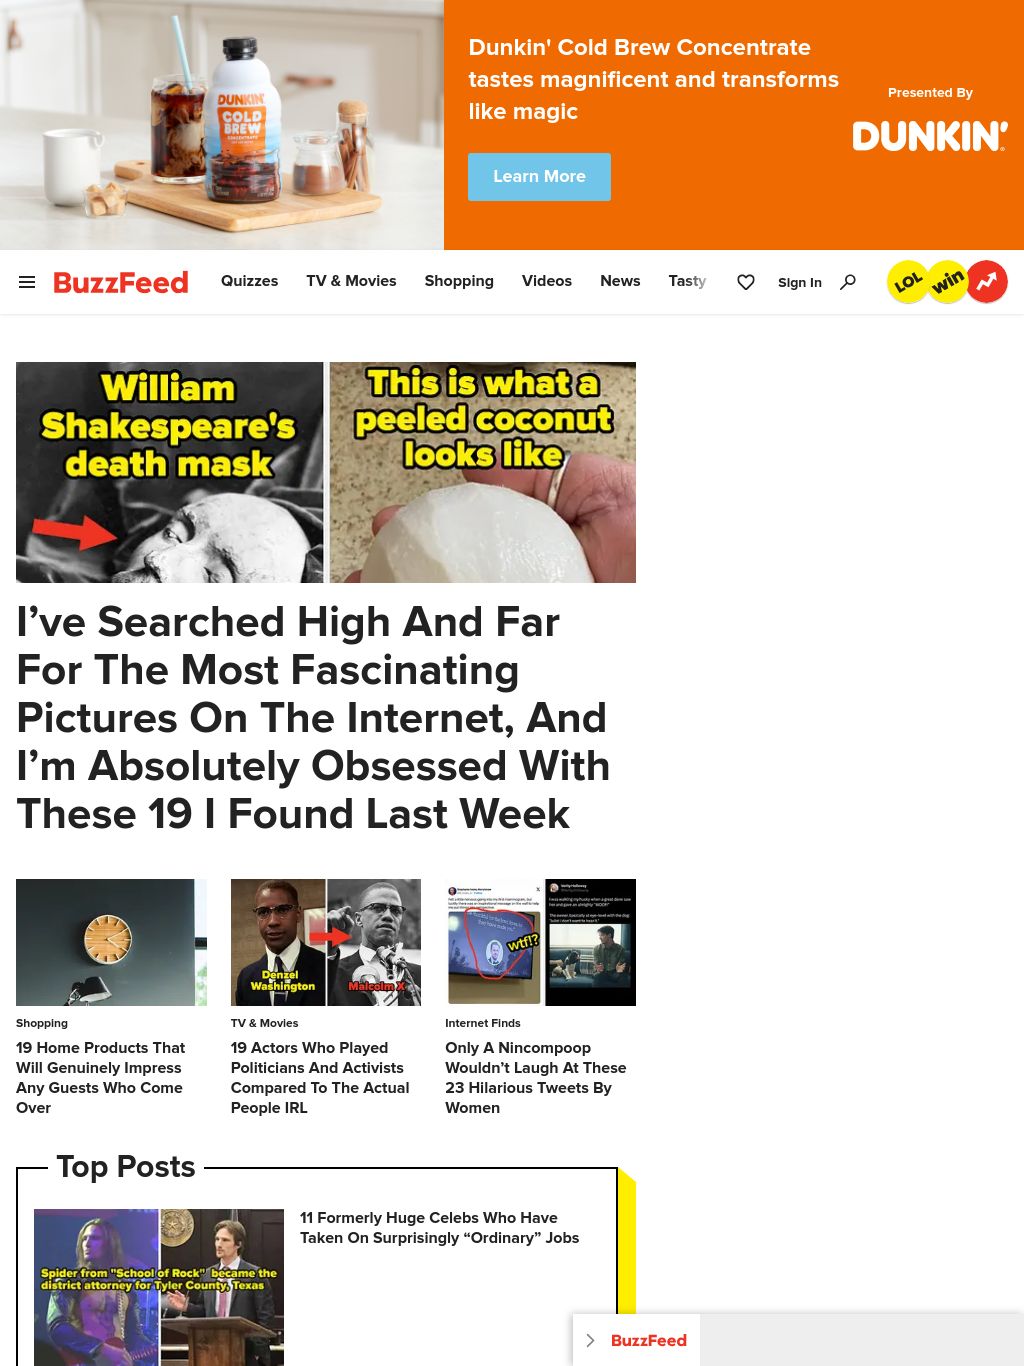 Dunkin' Cold Brew Concentrate
tastes magnificent and transforms
like magic
Learn More
Presented By
DUNKIN'
DUNKIN'
COLD
BREW
CONCENTRATE
BuzzFeed
Quizzes
TV & Movies
Shopping
Videos
News
Tasty
Sign In
LOL
win
William
Shakespeare's
death mask
This is what a
peeled coconut
looks like
I’ve Searched High And Far
For The Most Fascinating
Pictures On The Internet, And
I’m Absolutely Obsessed With
These 19 I Found Last Week
Shopping
19 Home Products That
Will Genuinely Impress
Any Guests Who Come
Over
Denzel
Washington
Malcolm X
TV & Movies
19 Actors Who Played
Politicians And Activists
Compared To The Actual
People IRL
wtf!?
Internet Finds
Only A Nincompoop
Wouldn’t Laugh At These
23 Hilarious Tweets By
Women
Top Posts
Spider from "School of Rock" became the
district attorney for Tyler County, Texas
11 Formerly Huge Celebs Who Have
Taken On Surprisingly “Ordinary” Jobs
BuzzFeed